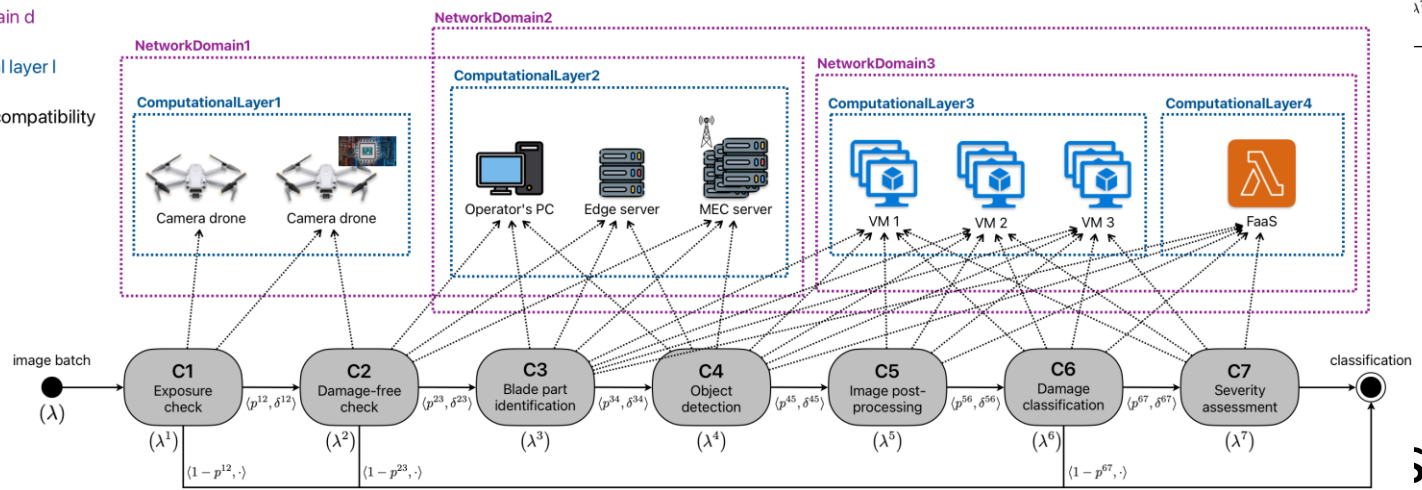 ain d
al layer l
compatibility
NetworkDomain2
NetworkDomain1
NetworkDomain3
ComputationalLayer2
ComputationalLayer1
ComputationalLayer3
ComputationalLayer4
Camera drone
Camera drone
Operator's PC
Edge server
MEC server
VM 1
VM 2
VM 3
FaaS
image batch
classification
C1
Exposure
check
C2
Damage-free
check
C3
Blade part
identification
C4
Object
detection
C5
Image post-
processing
C6
Damage
classification
C7
Severity
assessment
(λ)
⟨p¹²,δ¹²⟩
⟨p²³,δ²³⟩
⟨p³⁴,δ³⁴⟩
⟨p⁴⁵,δ⁴⁵⟩
⟨p⁵⁶,δ⁵⁶⟩
⟨p⁶⁷,δ⁶⁷⟩
(λ¹)
(λ²)
(λ³)
(λ⁴)
(λ⁵)
(λ⁶)
(λ⁷)
⟨1 − p¹²,·⟩
⟨1 − p²³,·⟩
⟨1 − p⁶⁷,·⟩